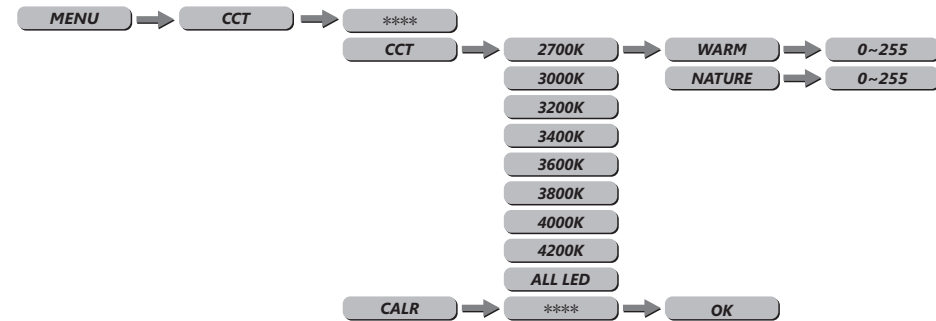 MENU CCT ****
CCT 2700K WARM 0~255
3000K NATURE 0~255
3200K
3400K
3600K
3800K
4000K
4200K
ALL LED
CALR **** OK